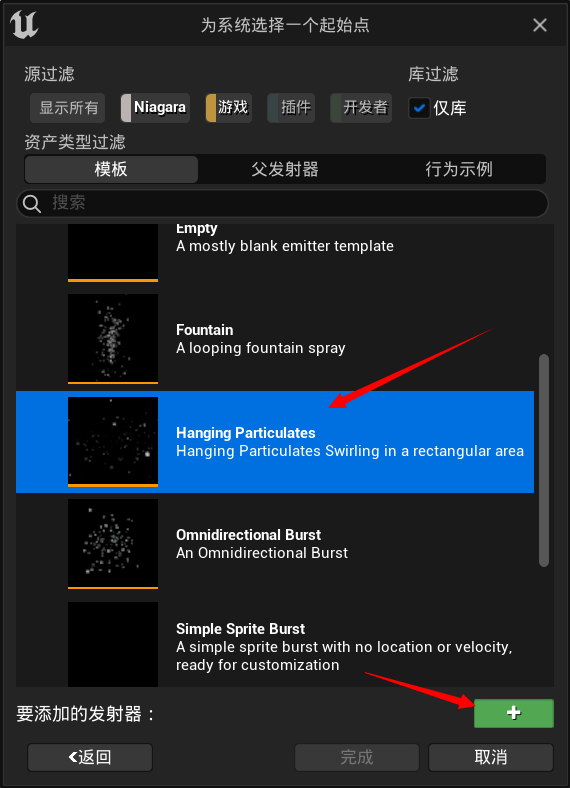 为系统选择一个起始点
源过滤
库过滤
显示所有
Niagara
游戏
插件
开发者
仅库
资产类型过滤
模板
父发射器
行为示例
搜索
Empty
A mostly blank emitter template
Fountain
A looping fountain spray
Hanging Particulates
Hanging Particulates Swirling in a rectangular area
Omnidirectional Burst
An Omnidirectional Burst
Simple Sprite Burst
A simple sprite burst with no location or velocity,
ready for customization
要添加的发射器：
返回
完成
取消